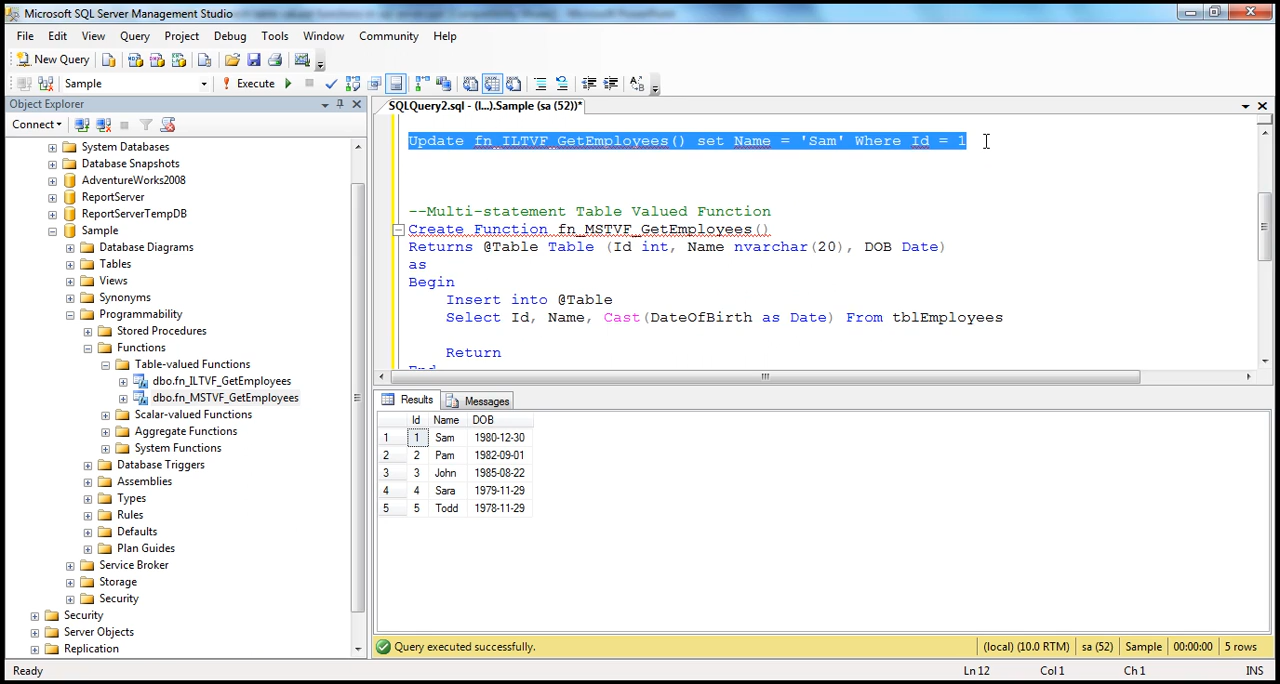 Microsoft SQL Server Management Studio
File Edit View Query Project Debug Tools Window Community Help
New Query
Sample Execute
Object Explorer
SQLQuery2.sql - (l...).Sample (sa (52))*
Connect
System Databases
Database Snapshots
AdventureWorks2008
ReportServer
ReportServerTempDB
Sample
Database Diagrams
Tables
Views
Synonyms
Programmability
Stored Procedures
Functions
Table-valued Functions
dbo.fn_ILTVF_GetEmployees
dbo.fn_MSTVF_GetEmployees
Scalar-valued Functions
Aggregate Functions
System Functions
Database Triggers
Assemblies
Types
Rules
Defaults
Plan Guides
Service Broker
Storage
Security
Security
Server Objects
Replication
Update fn_ILTVF_GetEmployees() set Name = 'Sam' Where Id = 1
--Multi-statement Table Valued Function
Create Function fn_MSTVF_GetEmployees()
Returns @Table Table (Id int, Name nvarchar(20), DOB Date)
as
Begin
Insert into @Table
Select Id, Name, Cast(DateOfBirth as Date) From tblEmployees
Return
End
Results Messages
Id Name DOB
1 1 Sam 1980-12-30
2 2 Pam 1982-09-01
3 3 John 1985-08-22
4 4 Sara 1979-11-29
5 5 Todd 1978-11-29
Query executed successfully. (local) (10.0 RTM) sa (52) Sample 00:00:00 5 rows
Ready Ln 12 Col 1 Ch 1 INS